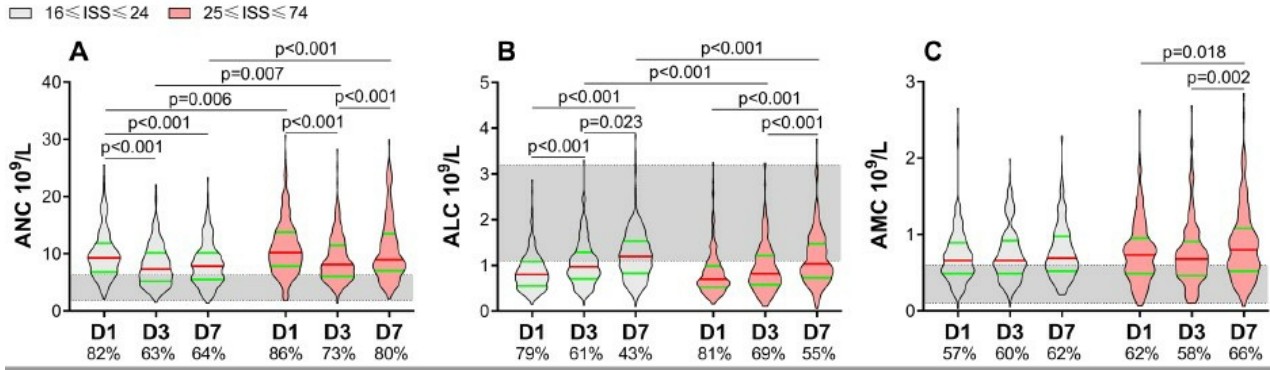 16≤ISS≤24 25≤ISS≤74
A
ANC 10⁹/L
40
30
20
10
0
p<0.001
p=0.007
p=0.006
p<0.001
p<0.001
p<0.001
p<0.001
D1 D3 D7 D1 D3 D7
82% 63% 64% 86% 73% 80%
B
ALC 10⁹/L
5
4
3
2
1
0
p<0.001
p<0.001
p<0.001 p<0.001
p=0.023 p<0.001
p<0.001
D1 D3 D7 D1 D3 D7
79% 61% 43% 81% 69% 55%
C
AMC 10⁹/L
3
2
1
0
p=0.018
p=0.002
D1 D3 D7 D1 D3 D7
57% 60% 62% 62% 58% 66%